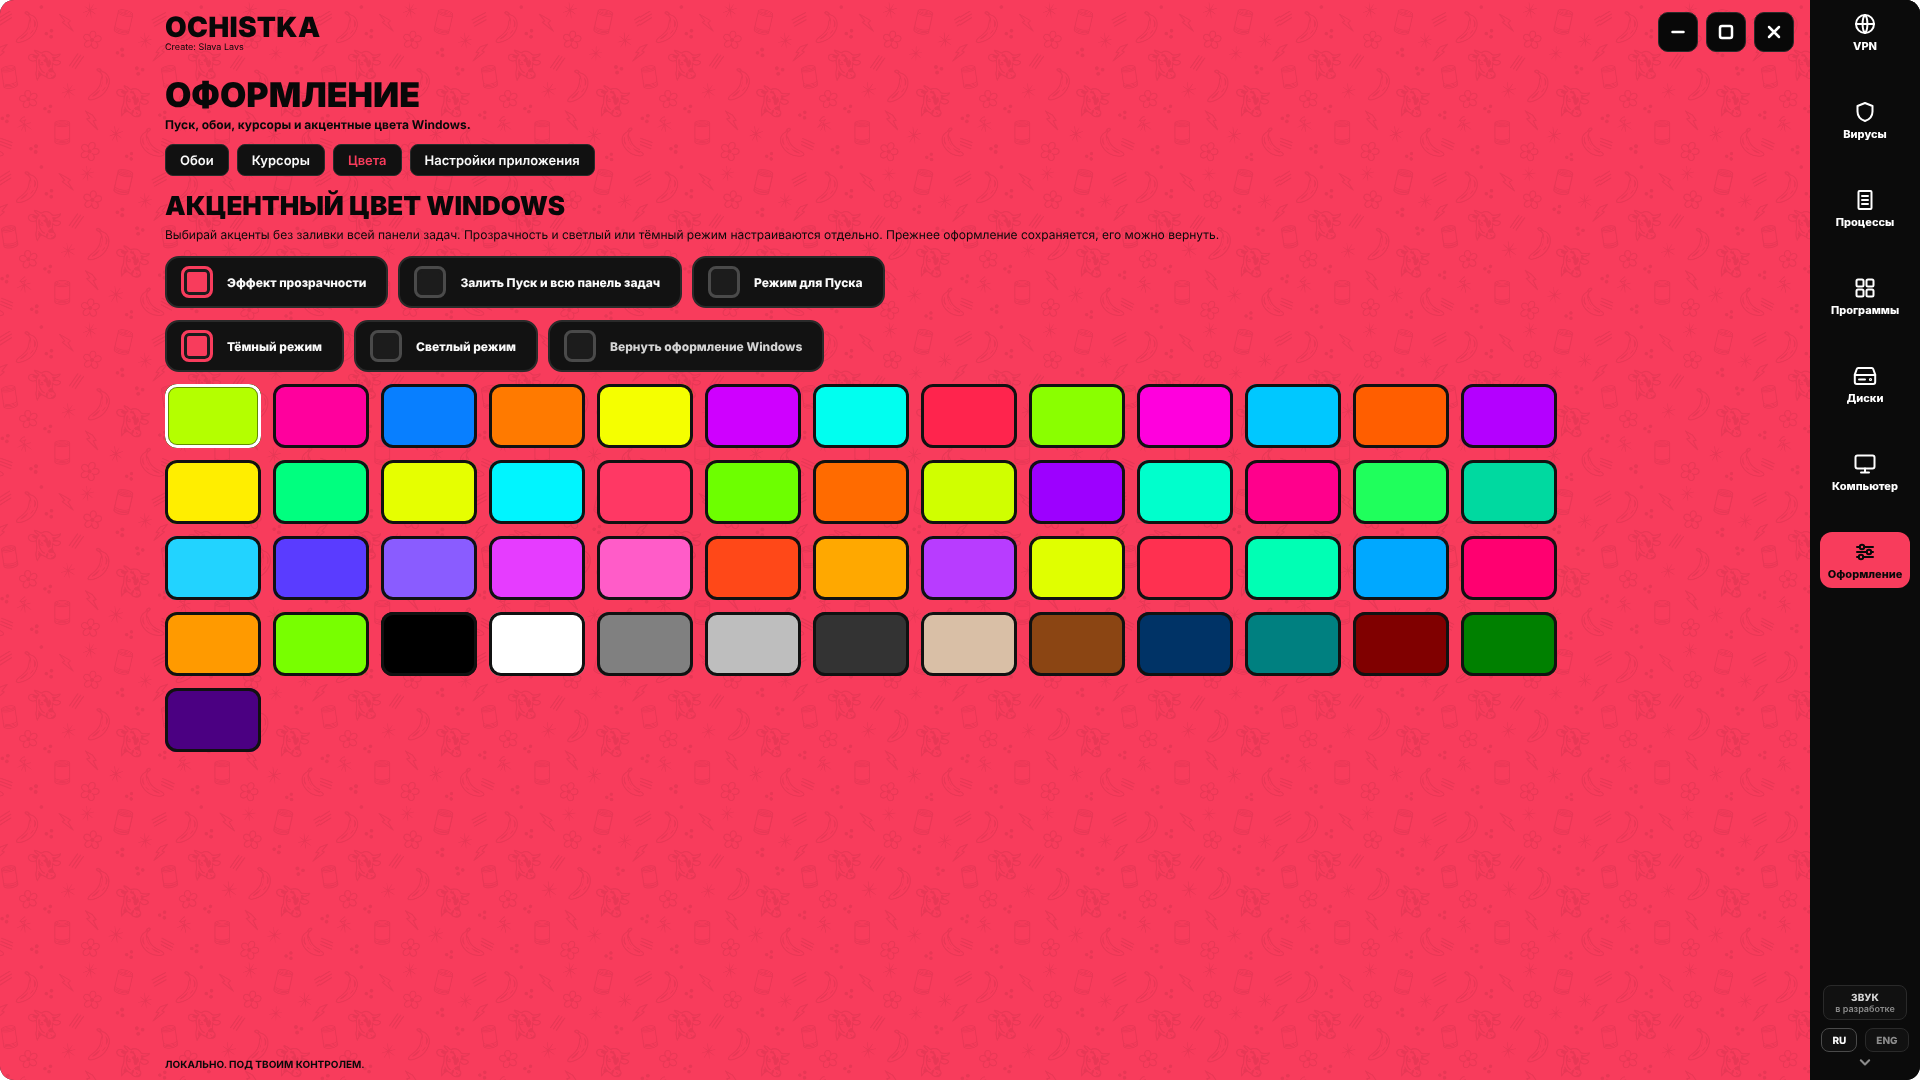 OCHISTKA
Create: Slava Lavs
ОФОРМЛЕНИЕ
Пуск, обои, курсоры и акцентные цвета Windows.
Обои
Курсоры
Цвета
Настройки приложения
АКЦЕНТНЫЙ ЦВЕТ WINDOWS
Выбирай акценты без заливки всей панели задач. Прозрачность и светлый или тёмный режим настраиваются отдельно. Прежнее оформление сохраняется, его можно вернуть.
Эффект прозрачности
Залить Пуск и всю панель задач
Режим для Пуска
Тёмный режим
Светлый режим
Вернуть оформление Windows
ЛОКАЛЬНО. ПОД ТВОИМ КОНТРОЛЕМ.
VPN
Вирусы
Процессы
Программы
Диски
Компьютер
Оформление
ЗВУК
в разработке
RU
ENG